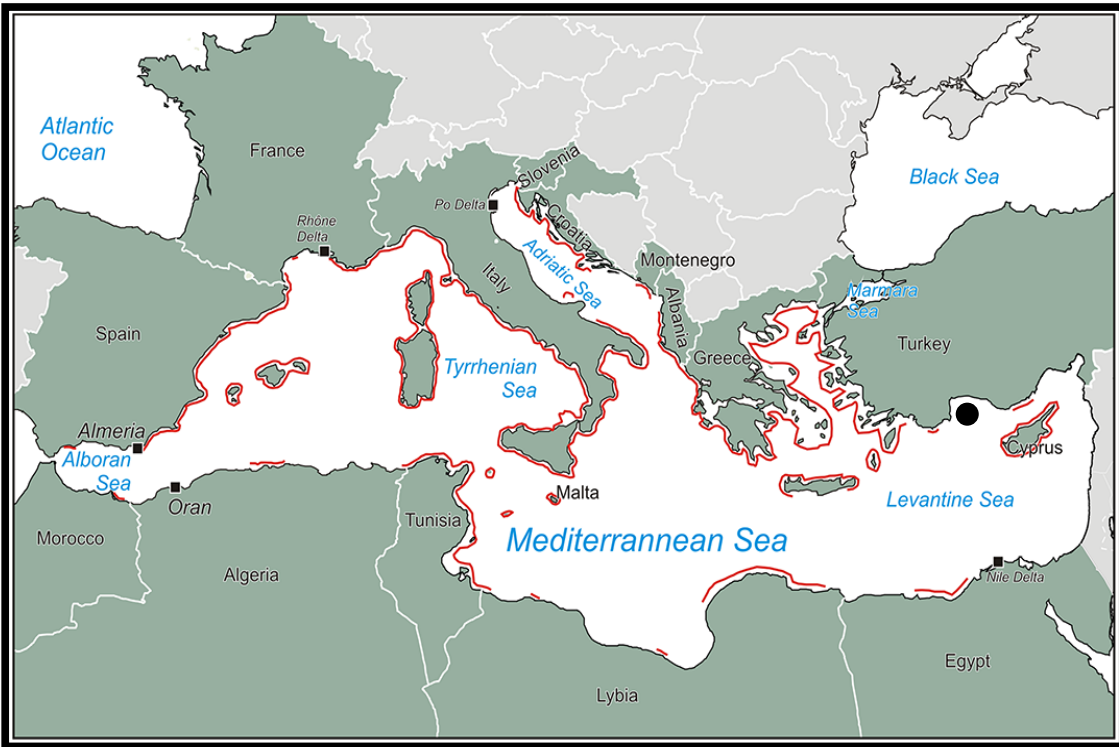 Atlantic
Ocean
France
Slovenia
Black Sea
Po Delta
Croatia
Rhône
Delta
Adriatic Sea
Montenegro
Italy
Marmara
Sea
Albania
Spain
Turkey
Greece
Tyrrhenian
Sea
Almeria
Cyprus
Alboran
Sea
Malta
Levantine Sea
Oran
Tunisia
Morocco
Mediterrannean Sea
Algeria
Nile Delta
Egypt
Lybia